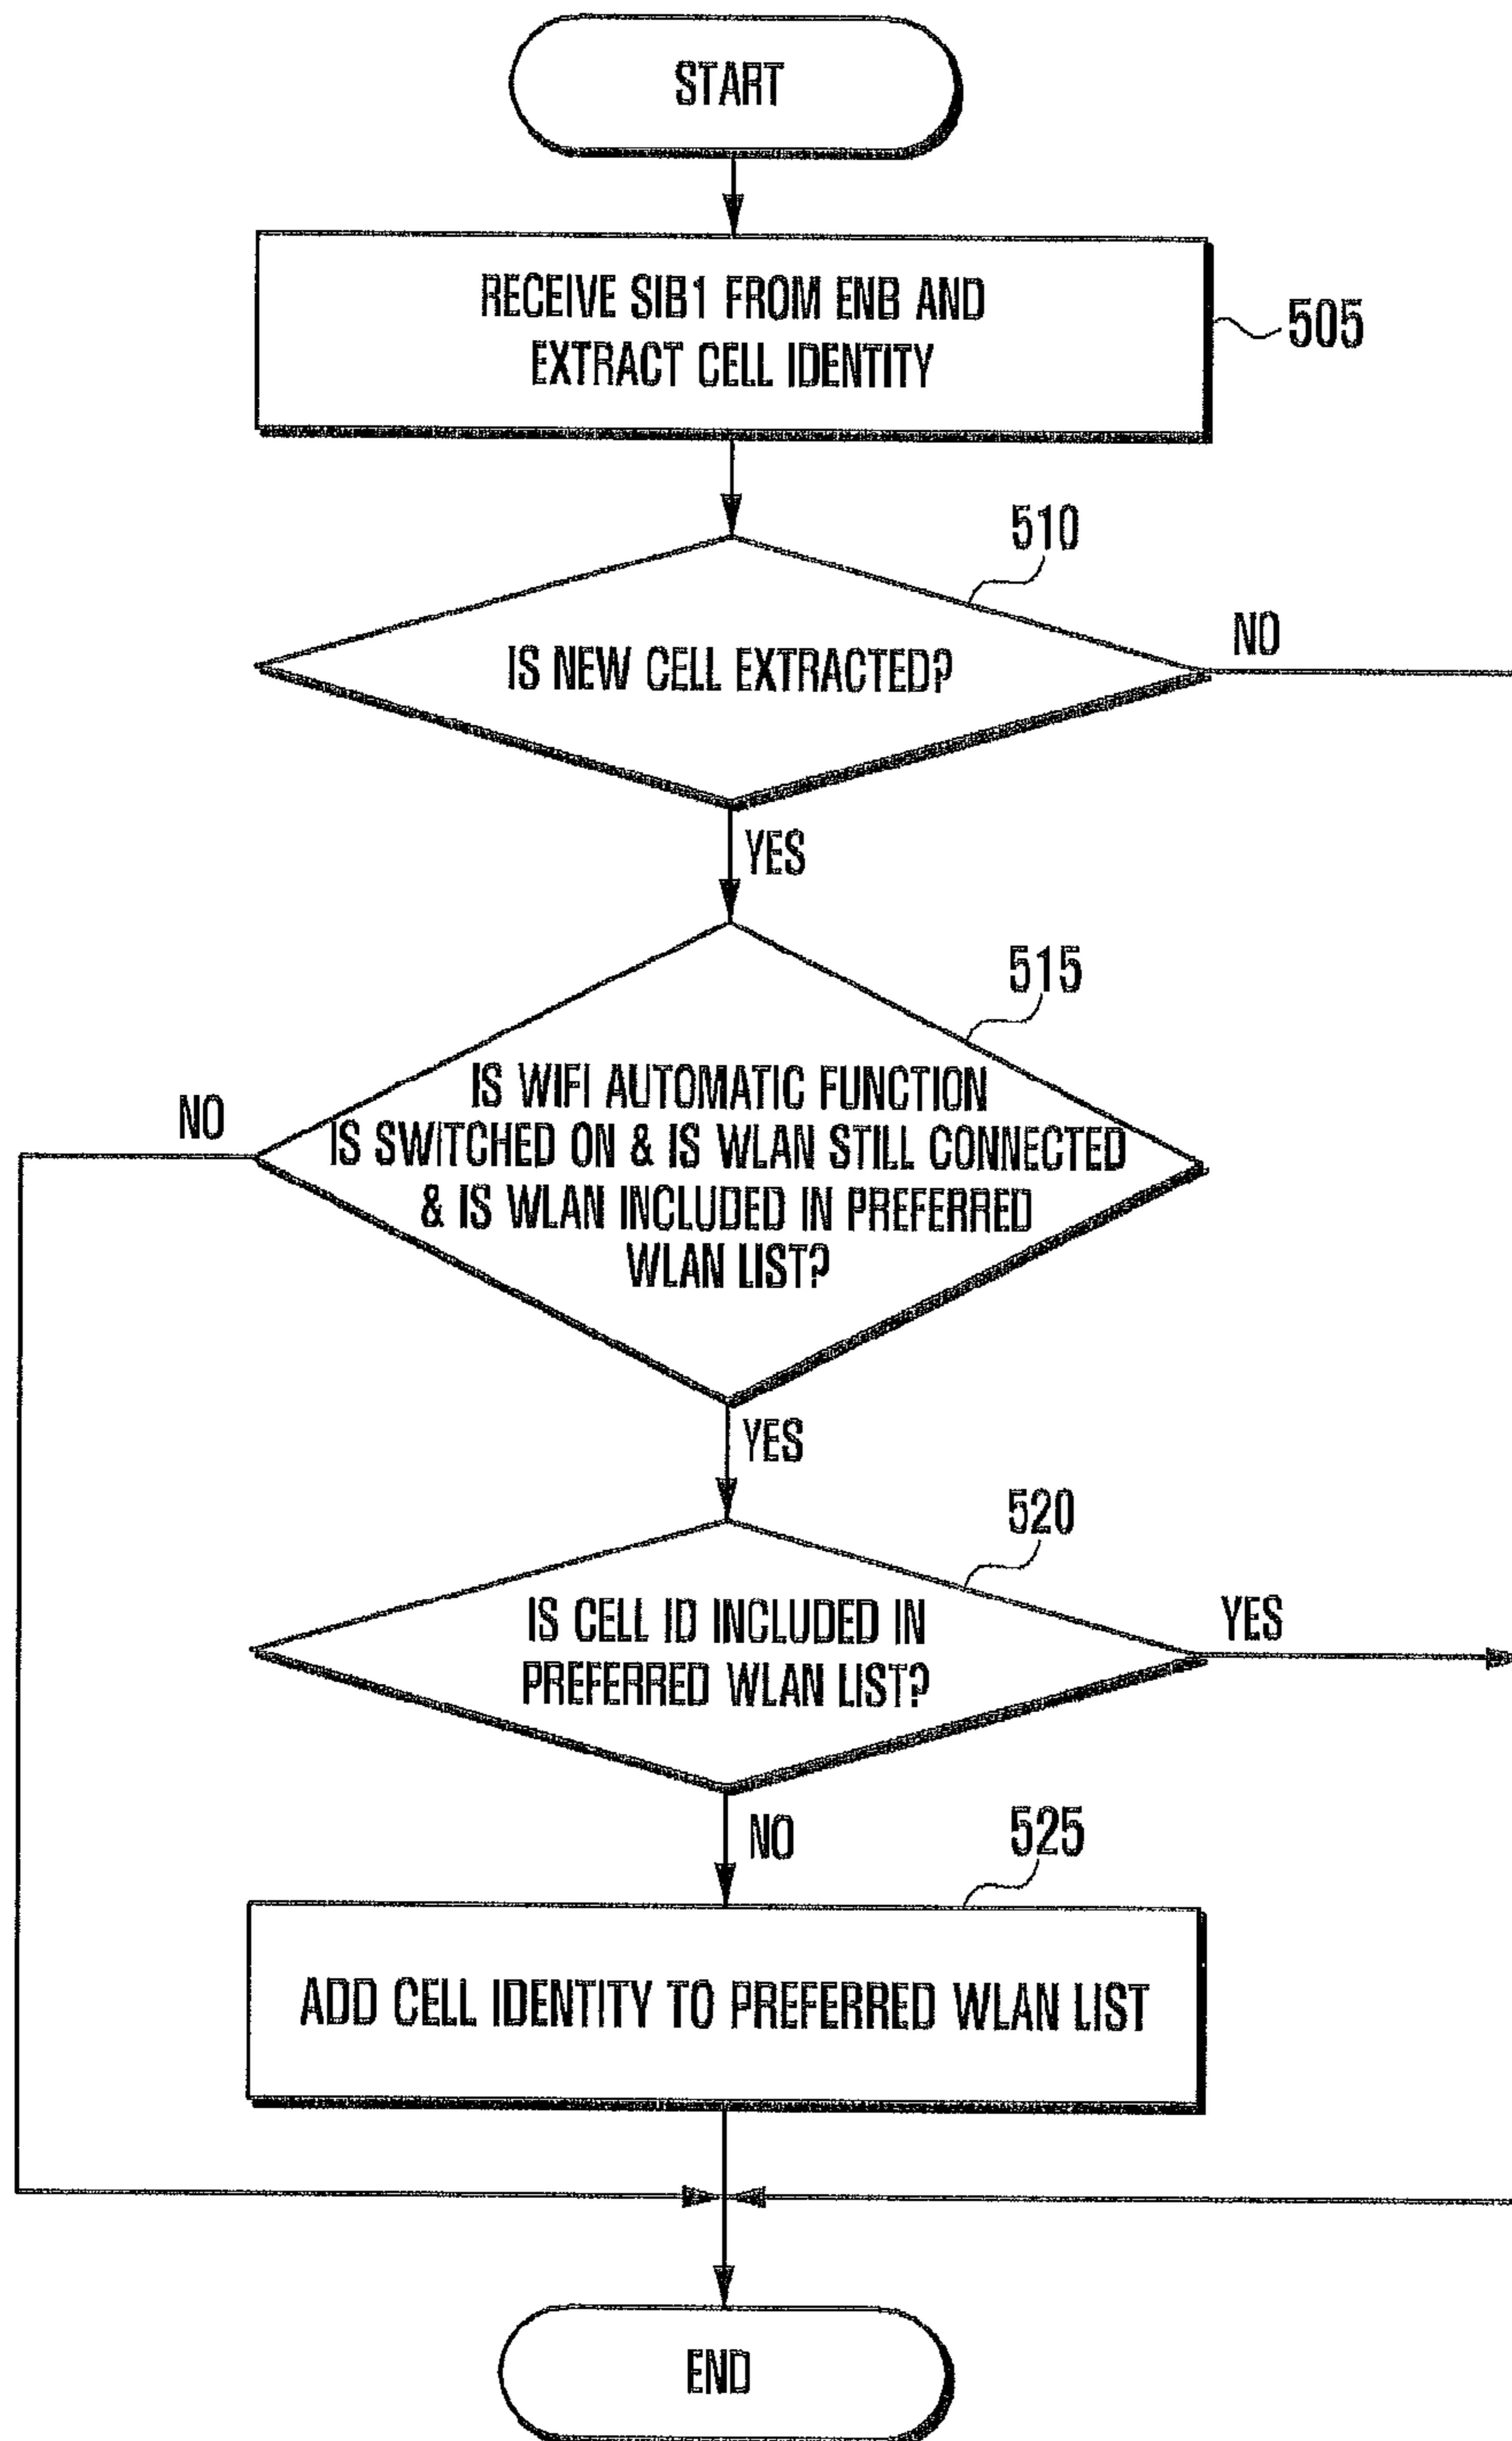 START
RECEIVE SIB1 FROM ENB AND
EXTRACT CELL IDENTITY
505
510
IS NEW CELL EXTRACTED?
NO
YES
515
IS WIFI AUTOMATIC FUNCTION
IS SWITCHED ON & IS WLAN STILL CONNECTED
& IS WLAN INCLUDED IN PREFERRED
WLAN LIST?
NO
YES
520
IS CELL ID INCLUDED IN
PREFERRED WLAN LIST?
YES
NO
525
ADD CELL IDENTITY TO PREFERRED WLAN LIST
END